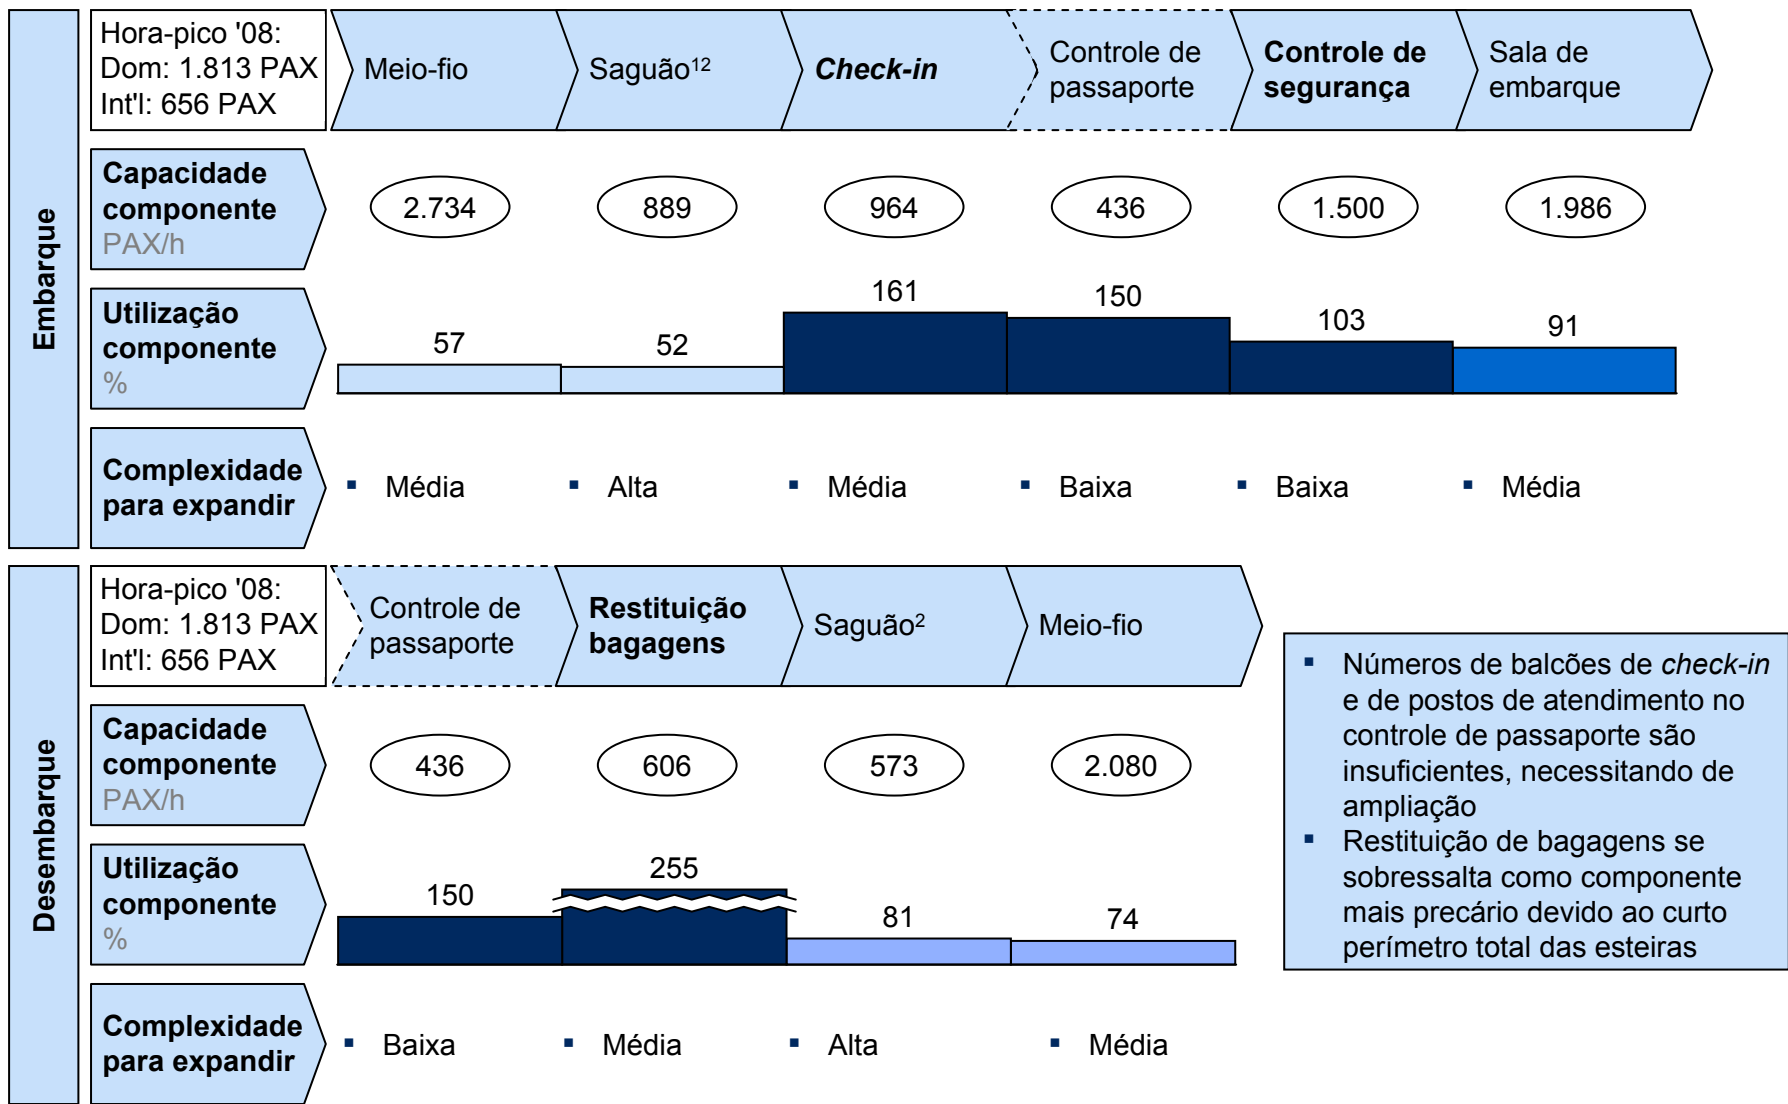 Embarque
Hora-pico '08:
Dom: 1.813 PAX
Int'l: 656 PAX
Meio-fio
Saguão¹²
Check-in
Controle de
passaporte
Controle de
segurança
Sala de
embarque
Capacidade
componente
PAX/h
2.734
889
964
436
1.500
1.986
Utilização
componente
%
57
52
161
150
103
91
Complexidade
para expandir
▪ Média
▪ Alta
▪ Média
▪ Baixa
▪ Baixa
▪ Média
Desembarque
Hora-pico '08:
Dom: 1.813 PAX
Int'l: 656 PAX
Controle de
passaporte
Restituição
bagagens
Saguão²
Meio-fio
Capacidade
componente
PAX/h
436
606
573
2.080
Utilização
componente
%
150
255
81
74
Complexidade
para expandir
▪ Baixa
▪ Média
▪ Alta
▪ Média
▪ Números de balcões de check-in
e de postos de atendimento no
controle de passaporte são
insuficientes, necessitando de
ampliação
▪ Restituição de bagagens se
sobressalta como componente
mais precário devido ao curto
perímetro total das esteiras